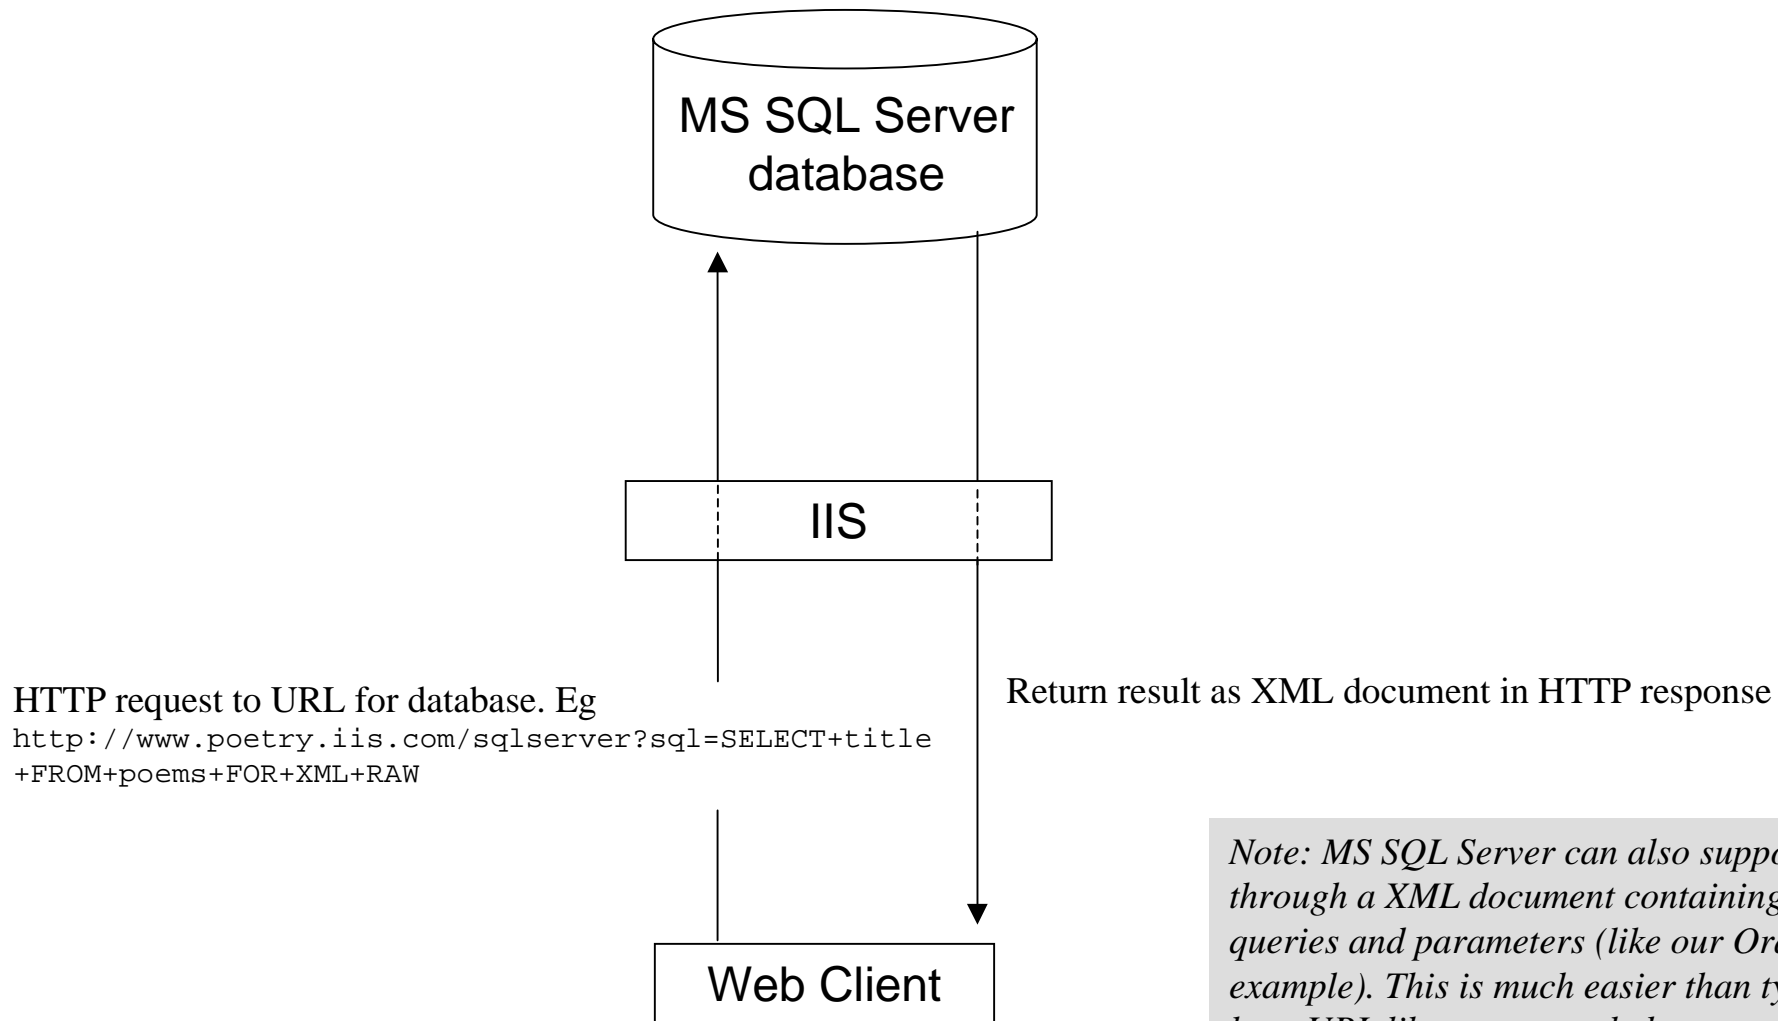 MS SQL Server
database
IIS
HTTP request to URL for database. Eg
http://www.poetry.iis.com/sqlserver?sql=SELECT+title
+FROM+poems+FOR+XML+RAW
Return result as XML document in HTTP response
Note: MS SQL Server can also
through a XML document containing
queries and parameters (like our
example). This is much easier than
Web Client